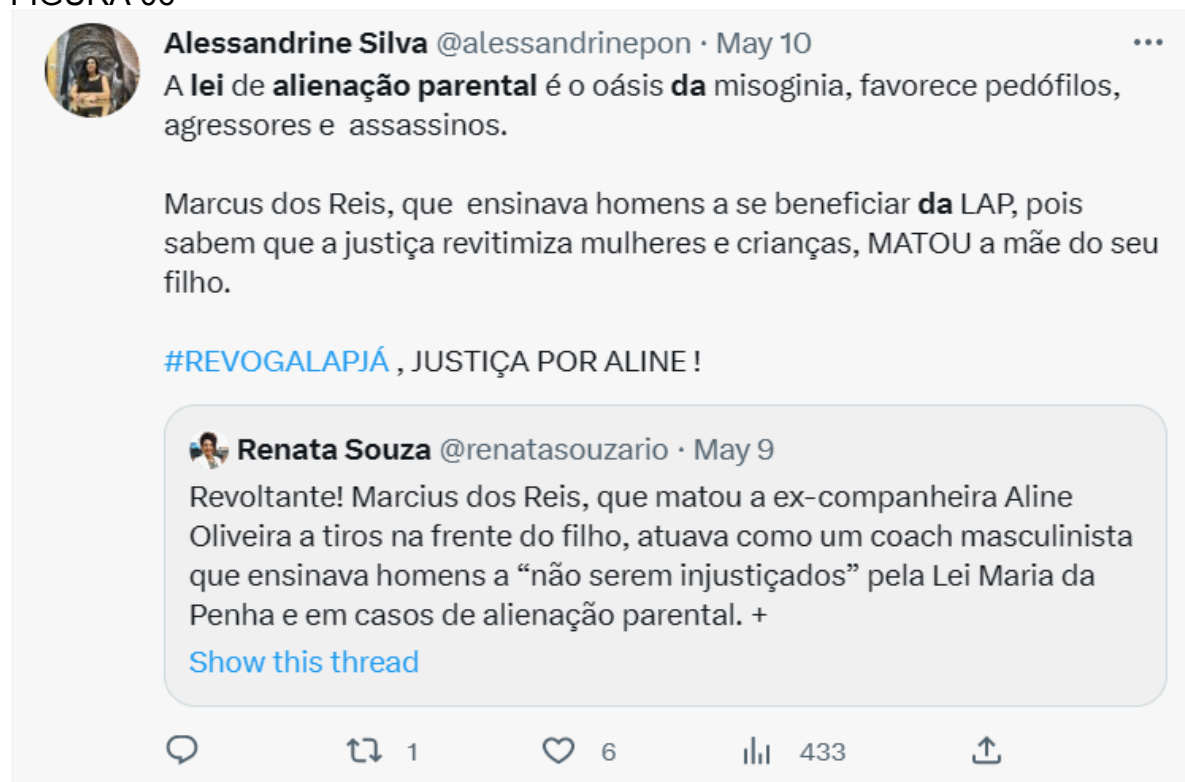 Alessandrine Silva @alessandrinepon · May 10
A lei de alienação parental é o oásis da misoginia, favorece pedófilos,
agressores e assassinos.
Marcus dos Reis, que ensinava homens a se beneficiar da LAP, pois
sabem que a justiça revitimiza mulheres e crianças, MATOU a mãe do seu
filho.
#REVOGALAPJÁ , JUSTIÇA POR ALINE !
Renata Souza @renatasouzario · May 9
Revoltante! Marcius dos Reis, que matou a ex-companheira Aline
Oliveira a tiros na frente do filho, atuava como um coach masculinista
que ensinava homens a “não serem injustiçados” pela Lei Maria da
Penha e em casos de alienação parental. +
Show this thread
1 6 433